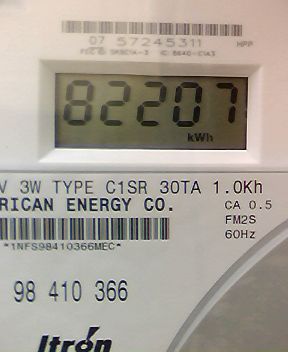 07 57245311 HPP
82207
kWh
V 3W TYPE C1SR 30TA 1.0Kh
RICAN ENERGY CO. CA 0.5
FM2S
60Hz
*1NFS98410366MEC*
98 410 366
Itron